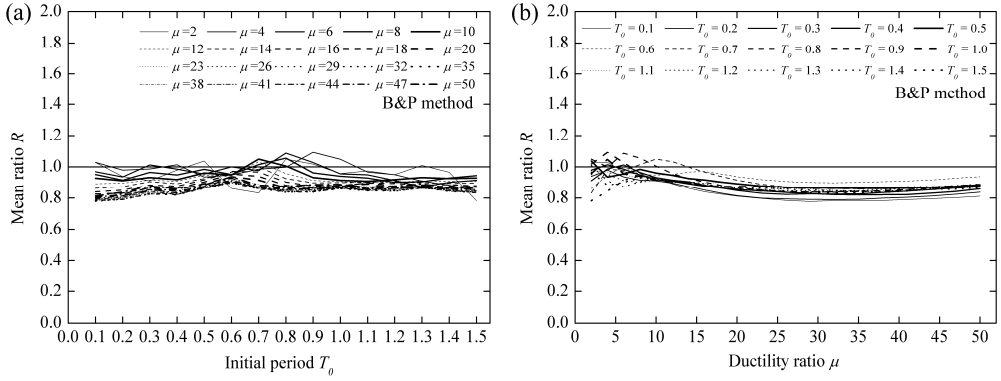 (a)
2.0
1.8
1.6
1.4
1.2
1.0
0.8
0.6
0.4
0.2
0.0
Mean ratio R
μ=2 μ=4 μ=6 μ=8 μ=10
μ=12 μ=14 μ=16 μ=18 μ=20
μ=23 μ=26 μ=29 μ=32 μ=35
μ=38 μ=41 μ=44 μ=47 μ=50
B&P method
0.0 0.1 0.2 0.3 0.4 0.5 0.6 0.7 0.8 0.9 1.0 1.1 1.2 1.3 1.4 1.5
Initial period T0
(b)
2.0
1.8
1.6
1.4
1.2
1.0
0.8
0.6
0.4
0.2
0.0
Mean ratio R
T0 = 0.1 T0 = 0.2 T0 = 0.3 T0 = 0.4 T0 = 0.5
T0 = 0.6 T0 = 0.7 T0 = 0.8 T0 = 0.9 T0 = 1.0
T0 = 1.1 T0 = 1.2 T0 = 1.3 T0 = 1.4 T0 = 1.5
B&P method
0 5 10 15 20 25 30 35 40 45 50
Ductility ratio μ